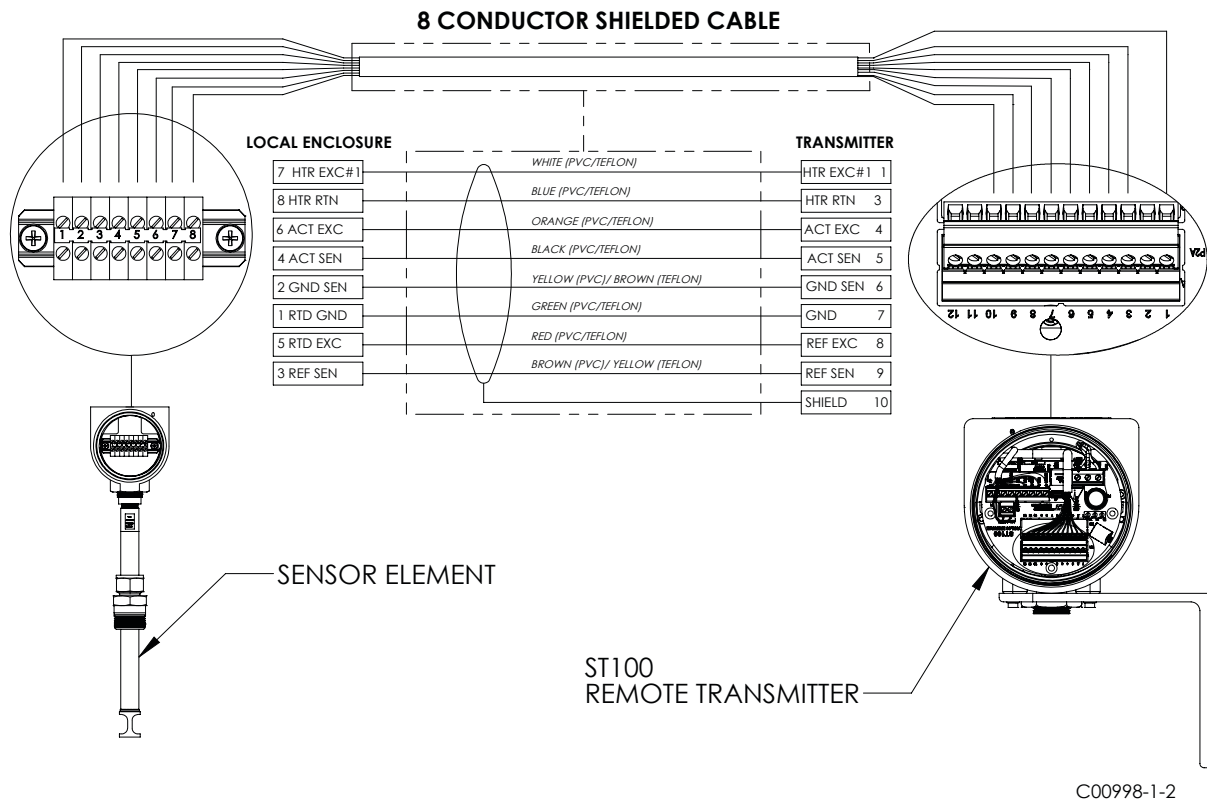 8 CONDUCTOR SHIELDED CABLE
LOCAL ENCLOSURE
TRANSMITTER
7 HTR EXC#1
WHITE (PVC/TEFLON)
HTR EXC#1 1
8 HTR RTN
BLUE (PVC/TEFLON)
HTR RTN 3
6 ACT EXC
ORANGE (PVC/TEFLON)
ACT EXC 4
4 ACT SEN
BLACK (PVC/TEFLON)
ACT SEN 5
2 GND SEN
YELLOW (PVC)/ BROWN (TEFLON)
GND SEN 6
1 RTD GND
GREEN (PVC/TEFLON)
GND 7
5 RTD EXC
RED (PVC/TEFLON)
REF EXC 8
3 REF SEN
BROWN (PVC)/ YELLOW (TEFLON)
REF SEN 9
SHIELD 10
1 2 3 4 5 6 7 8
P2A
12 11 10 9 8 7 6 5 4 3 2 1
SENSOR ELEMENT
ST100
ST100
REMOTE TRANSMITTER
C00998-1-2